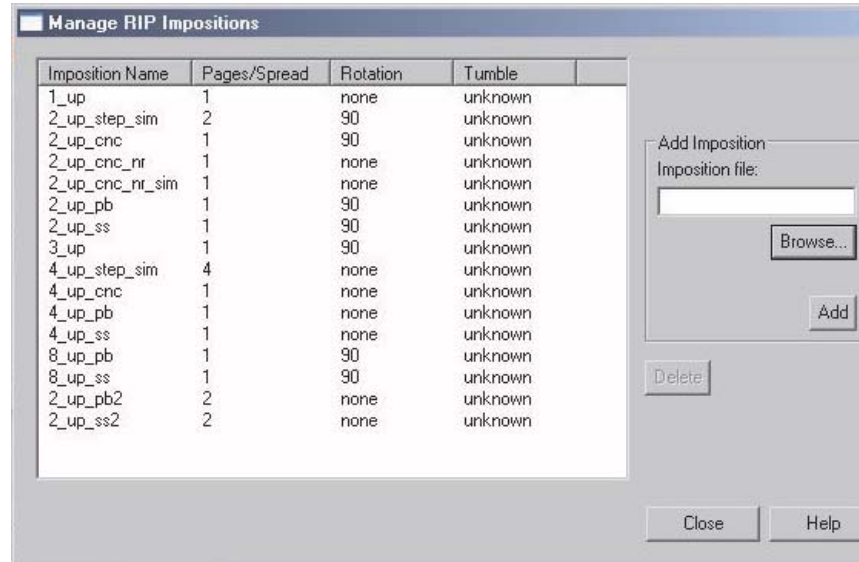 Manage RIP Impositions
Imposition Name Pages/Spread Rotation Tumble
1_up 1 none unknown
2_up_step_sim 2 90 unknown
2_up_cnc 1 90 unknown
2_up_cnc_nr 1 none unknown
2_up_cnc_nr_sim 1 none unknown
2_up_pb 1 90 unknown
2_up_ss 1 90 unknown
3_up 1 90 unknown
4_up_step_sim 4 none unknown
4_up_cnc 1 none unknown
4_up_pb 1 none unknown
4_up_ss 1 none unknown
8_up_pb 1 90 unknown
8_up_ss 1 90 unknown
2_up_pb2 2 none unknown
2_up_ss2 2 none unknown
Add Imposition
Imposition file:
Browse...
Add
Delete
Close Help